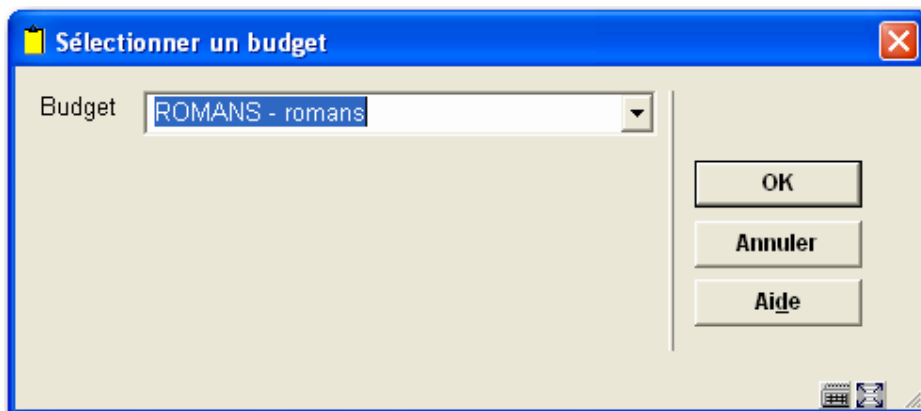 Sélectionner un budget
Budget ROMANS - romans
OK
Annuler
Aide